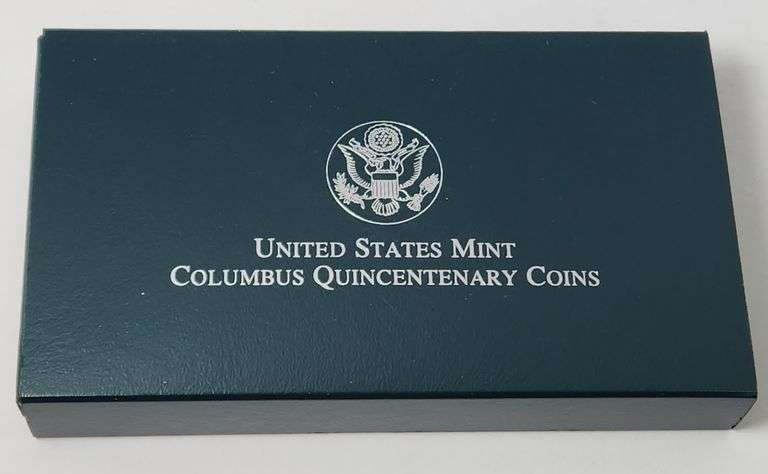 United States Mint
Columbus Quincentenary Coins